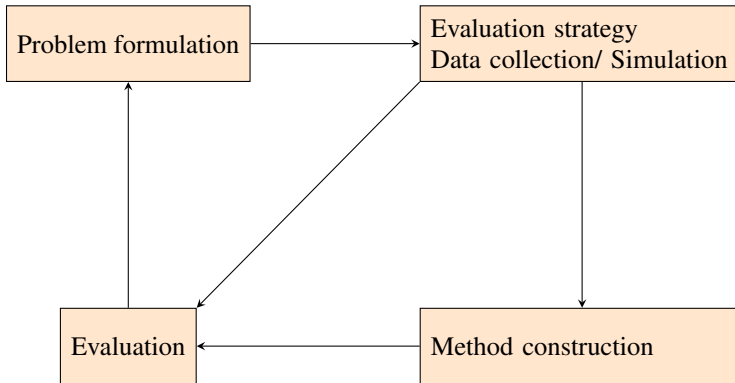 Problem formulation
Evaluation strategy
Data collection/ Simulation
Evaluation
Method construction